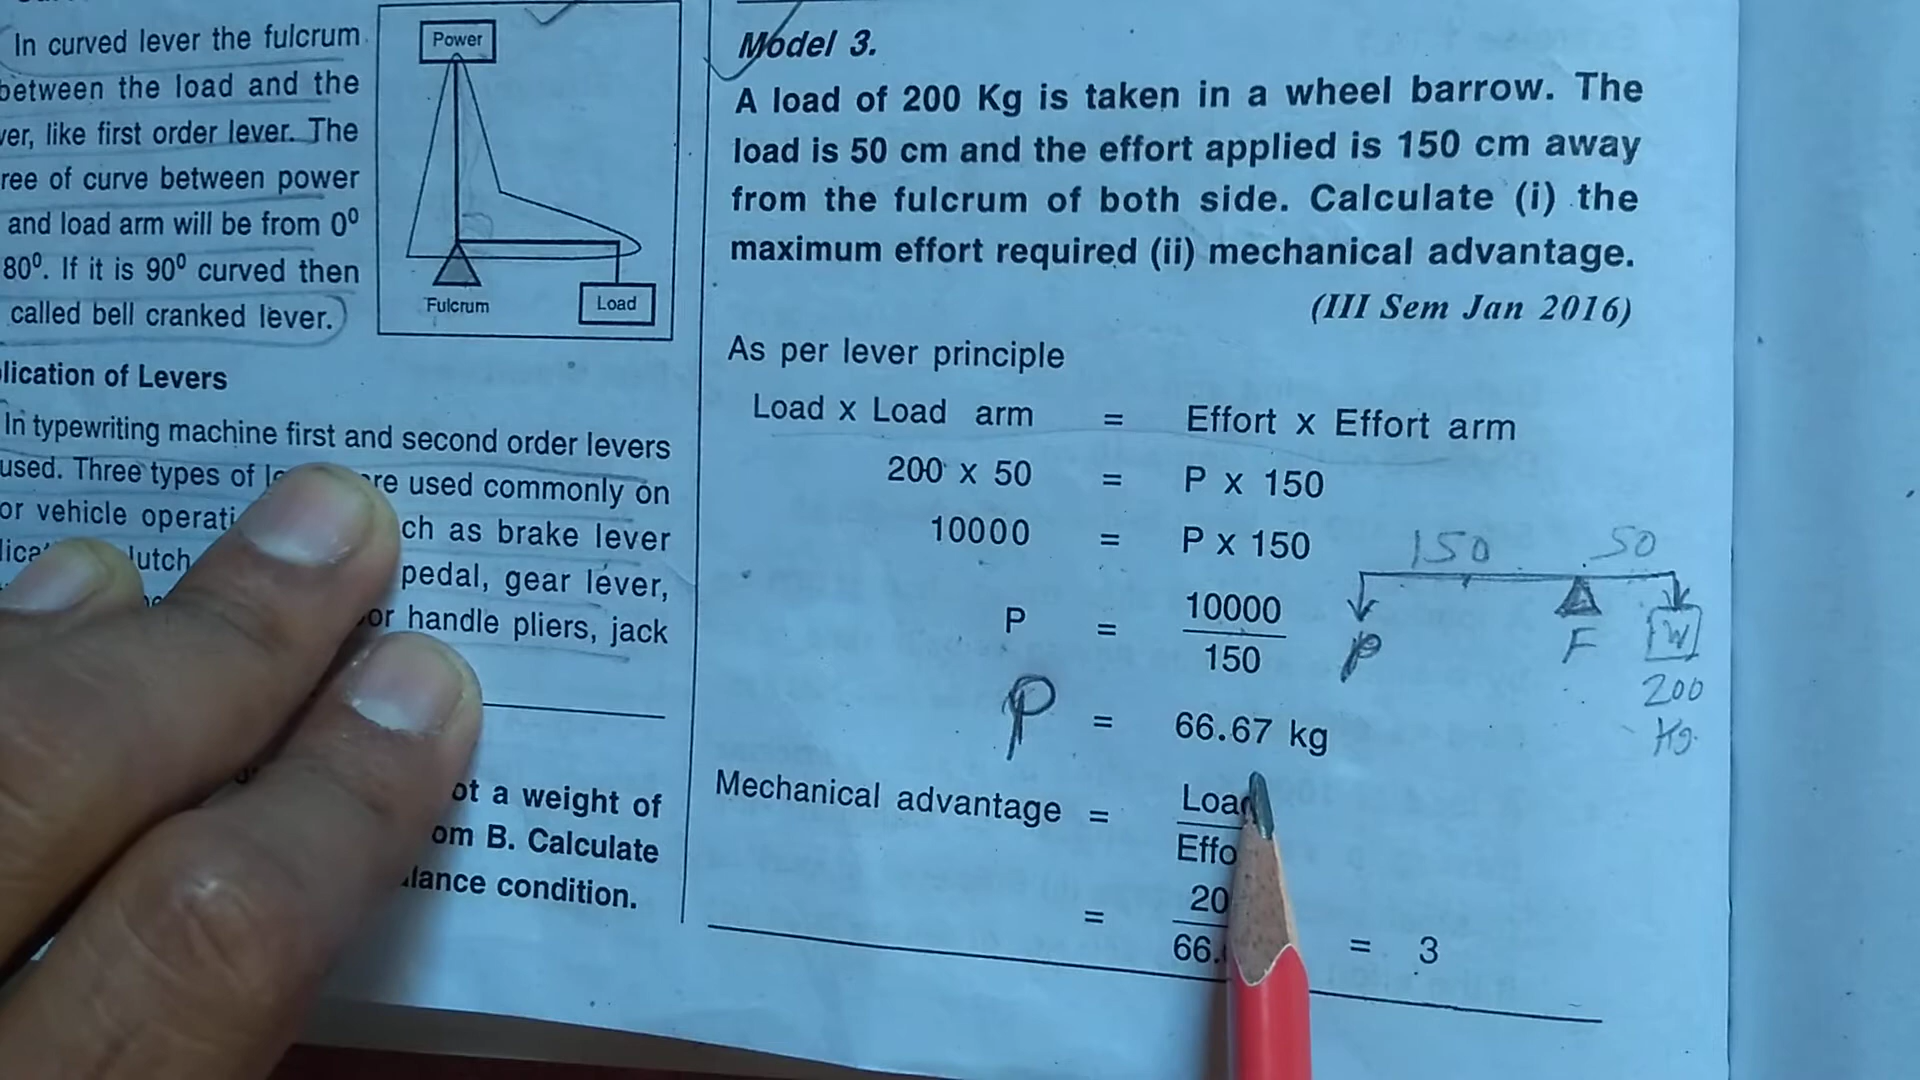 In curved lever the fulcrum
between the load and the
ver, like first order lever. The
ree of curve between power
and load arm will be from 0⁰
80⁰. If it is 90⁰ curved then
called bell cranked lever.
Power
Fulcrum
Load
lication of Levers
In typewriting machine first and second order levers
used. Three types of re used commonly on
or vehicle operati ch as brake lever
lica lutch pedal, gear lever,
or handle pliers, jack
ot a weight of
om B. Calculate
lance condition.
Model 3.
A load of 200 Kg is taken in a wheel barrow. The
load is 50 cm and the effort applied is 150 cm away
from the fulcrum of both side. Calculate (i) the
maximum effort required (ii) mechanical advantage.
(III Sem Jan 2016)
As per lever principle
Load x Load arm = Effort x Effort arm
200 x 50 = P x 150
10000 = P x 150
P = 10000
150
P = 66.67 kg
Mechanical advantage = Load
Effo
= 20
66. = 3
150 50
P F W
200
Kg.